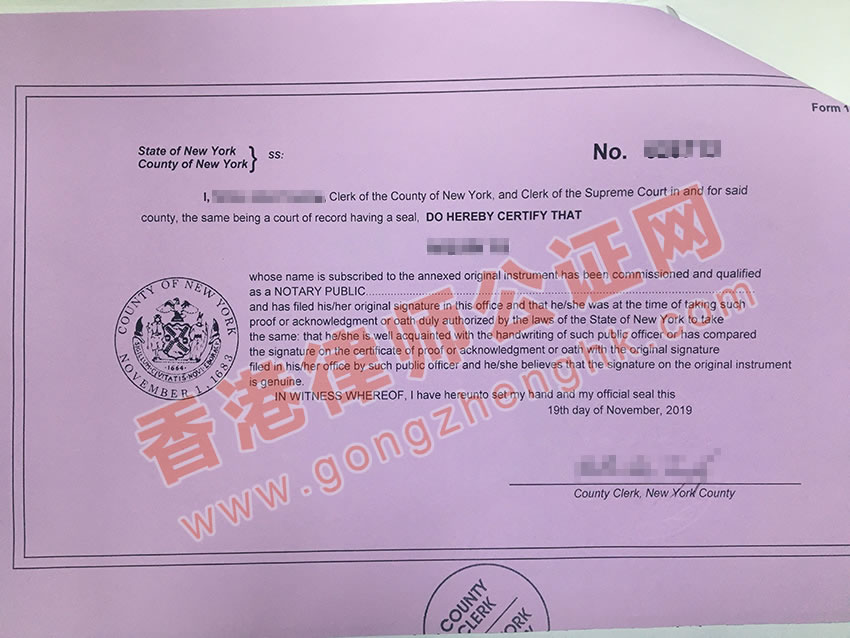 Form 1
State of New York
County of New York } ss:
No.
I, , Clerk of the County of New York, and Clerk of the Supreme Court in and for said
county, the same being a court of record having a seal, DO HEREBY CERTIFY THAT
whose name is subscribed to the annexed original instrument has been commissioned and qualified
as a NOTARY PUBLIC
and has filed his/her original signature in this office and that he/she was at the time of taking such
proof or acknowledgment or oath duly authorized by the laws of the State of New York to take
the same: that he/she is well acquainted with the handwriting of such public officer or has compared
the signature on the certificate of proof or acknowledgment or oath with the original signature
filed in his/her office by such public officer and he/she believes that the signature on the original instrument
is genuine.
IN WITNESS WHEREOF, I have hereunto set my hand and my official seal this
19th day of November, 2019
County Clerk, New York County
COUNTY OF NEW YORK
NOVEMBER 1, 1683
1664
COUNTY
CLERK
香港律师公证网
www.gongzhonghk.com